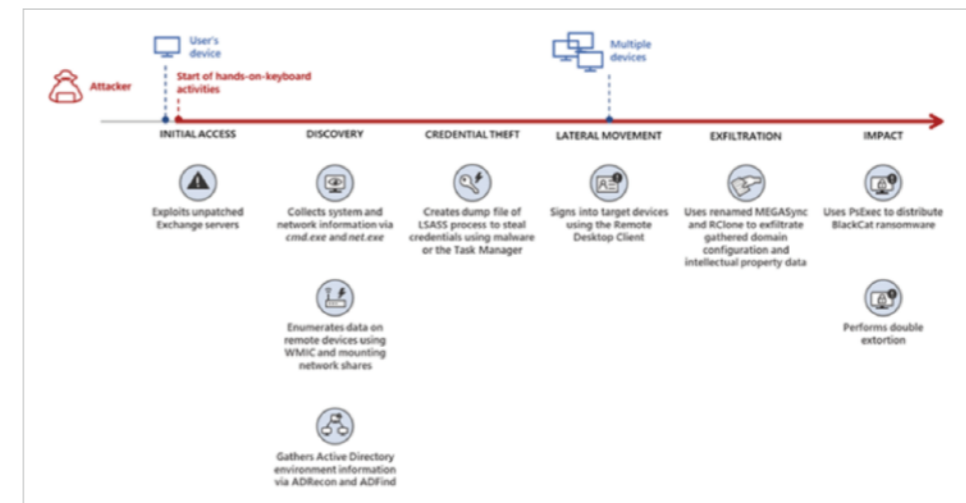 User's
device
Multiple
devices
Attacker
Start of hands-on-keyboard
activities
INITIAL ACCESS
DISCOVERY
CREDENTIAL THEFT
LATERAL MOVEMENT
EXFILTRATION
IMPACT
Exploits unpatched
Exchange servers
Collects system and
network information via
cmd.exe and net.exe
Creates dump file of
LSASS process to steal
credentials using malware
or the Task Manager
Signs into target devices
using the Remote
Desktop Client
Uses renamed MEGASync
and RClone to exfiltrate
gathered domain
configuration and
intellectual property data
Uses PsExec to distribute
BlackCat ransomware
Enumerates data on
remote devices using
WMIC and mounting
network shares
Performs double
extortion
Gathers Active Directory
environment information
via ADRecon and ADFind